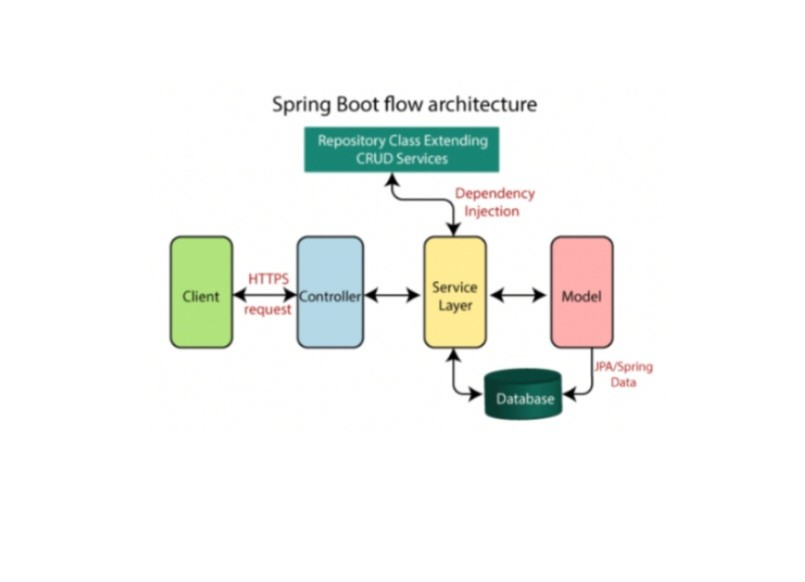 Spring Boot flow architecture
Repository Class Extending
CRUD Services
Dependency
Injection
Client
HTTPS
request
Controller
Service
Layer
Model
JPA/Spring
Data
Database